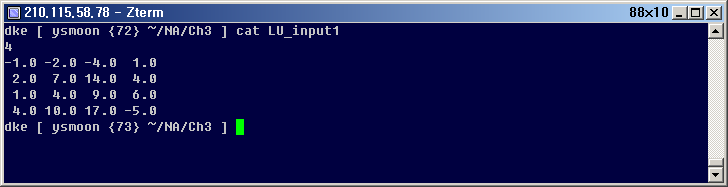 210.115.58.78 - Zterm 88×10
dke [ ysmoon {72} ~/NA/Ch3 ] cat LU_input1
4
-1.0 -2.0 -4.0  1.0
 2.0  7.0 14.0  4.0
 1.0  4.0  9.0  6.0
 4.0 10.0 17.0 -5.0
dke [ ysmoon {73} ~/NA/Ch3 ]